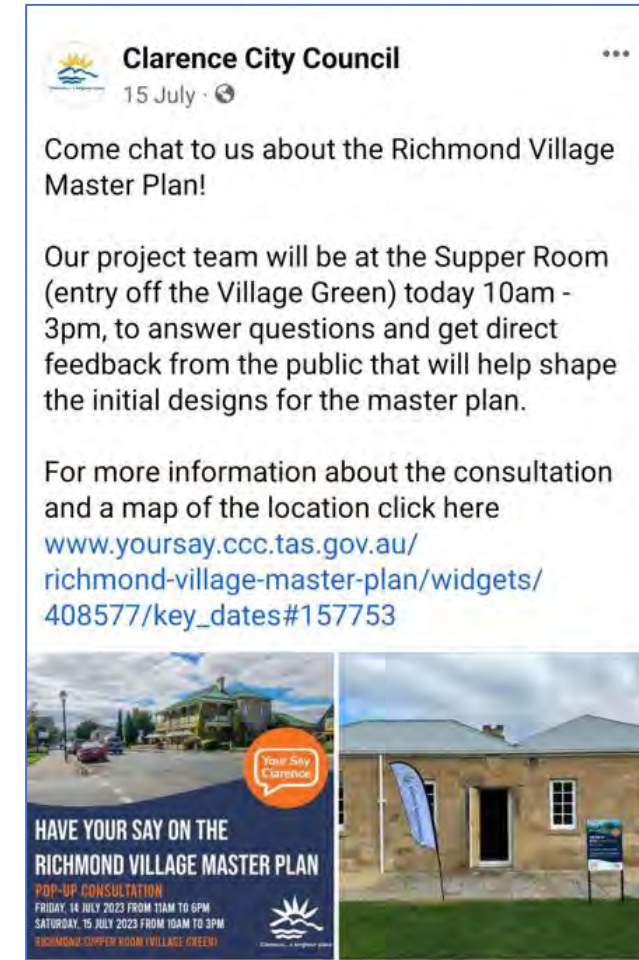 Clarence City Council
15 July ·
Come chat to us about the Richmond Village
Master Plan!
Our project team will be at the Supper Room
(entry off the Village Green) today 10am -
3pm, to answer questions and get direct
feedback from the public that will help shape
the initial designs for the master plan.
For more information about the consultation
and a map of the location click here
www.yoursay.ccc.tas.gov.au/
richmond-village-master-plan/widgets/
408577/key_dates#157753
Your Say
Clarence
HAVE YOUR SAY ON THE
RICHMOND VILLAGE MASTER PLAN
POP-UP CONSULTATION
FRIDAY, 14 JULY 2023 FROM 11AM TO 6PM
SATURDAY, 15 JULY 2023 FROM 10AM TO 3PM
RICHMOND SUPPER ROOM (VILLAGE GREEN)
Clarence... a brighter place